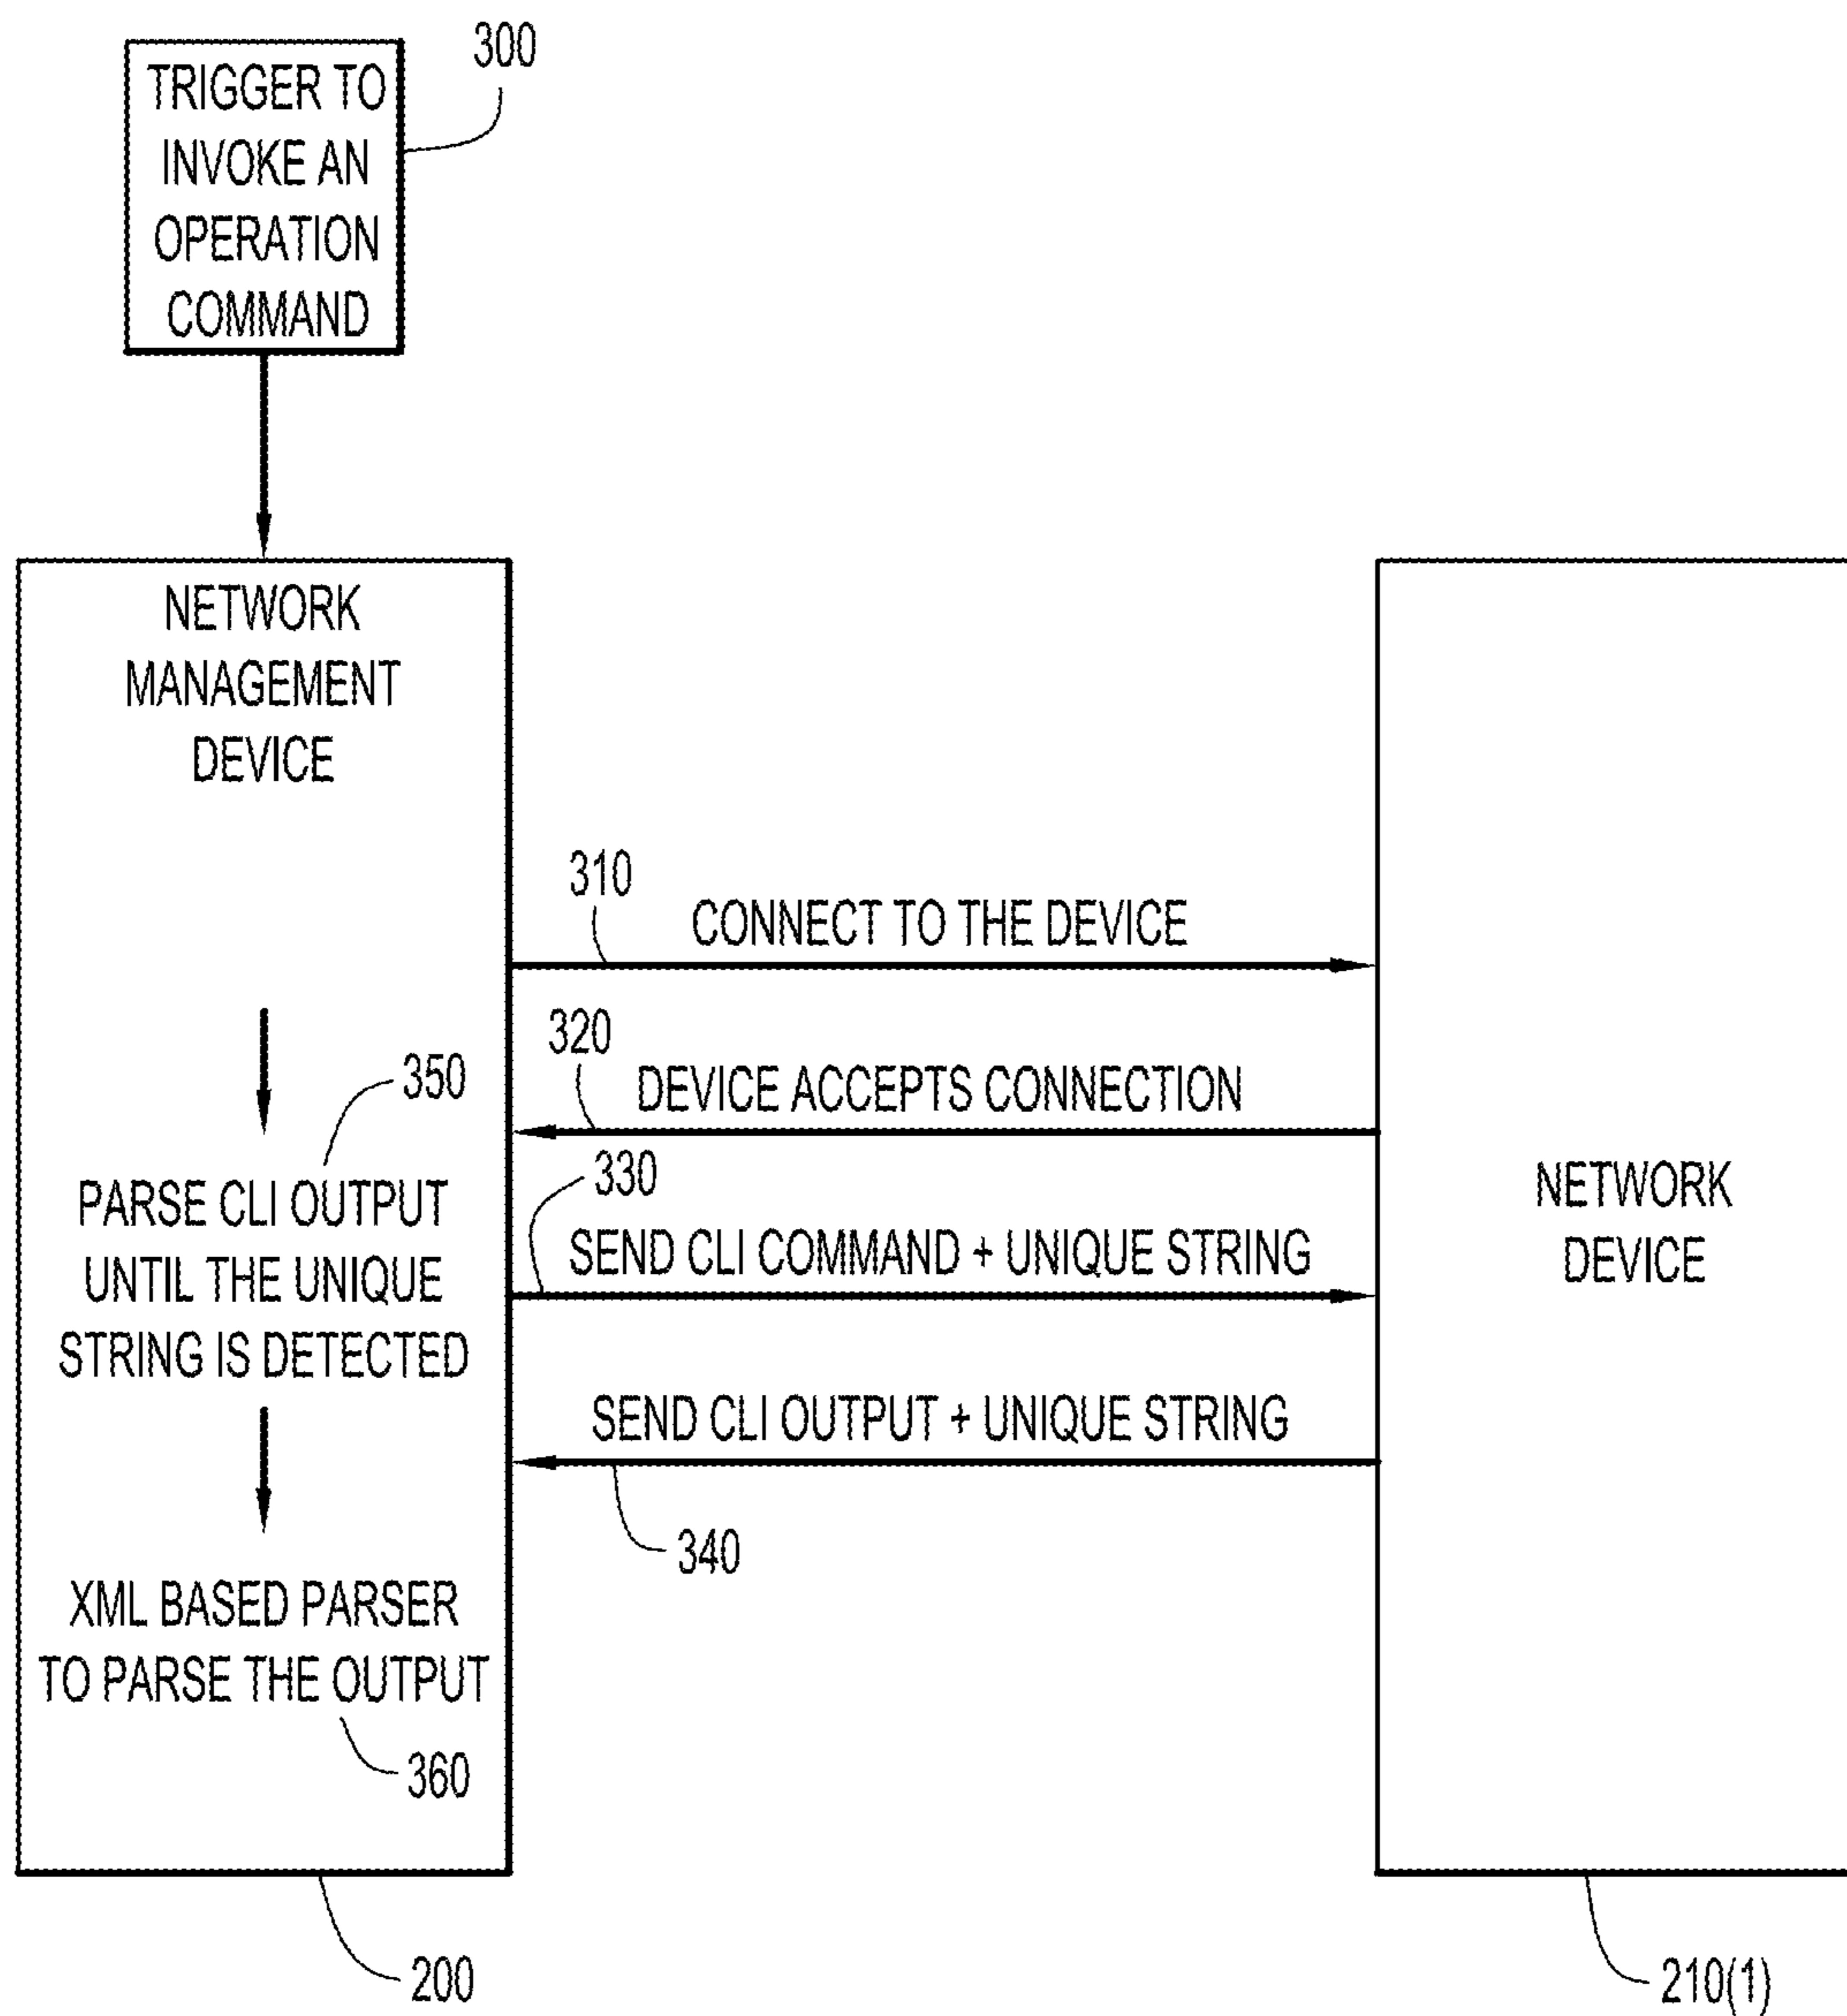 300
TRIGGER TO
INVOKE AN
OPERATION
COMMAND
NETWORK
MANAGEMENT
DEVICE
310
CONNECT TO THE DEVICE
320
DEVICE ACCEPTS CONNECTION
350
330
PARSE CLI OUTPUT
UNTIL THE UNIQUE
STRING IS DETECTED
SEND CLI COMMAND + UNIQUE STRING
NETWORK
DEVICE
SEND CLI OUTPUT + UNIQUE STRING
340
XML BASED PARSER
TO PARSE THE OUTPUT
360
200
210(1)